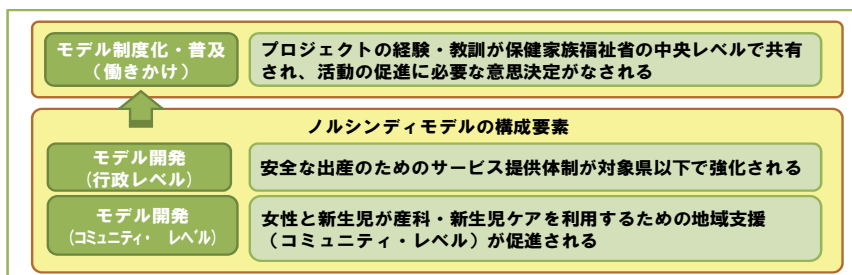 モデル制度化・普及
（働きかけ）
プロジェクトの経験・教訓が保健家族福祉省の中央レベルで共有
され、活動の促進に必要な意思決定がなされる
ノルシンディモデルの構成要素
モデル開発
(行政レベル)
安全な出産のためのサービス提供体制が対象県以下で強化される
モデル開発
(コミュニティ・　レベル)
女性と新生児が産科・新生児ケアを利用するための地域支援
（コミュニティ・レベル）が促進される